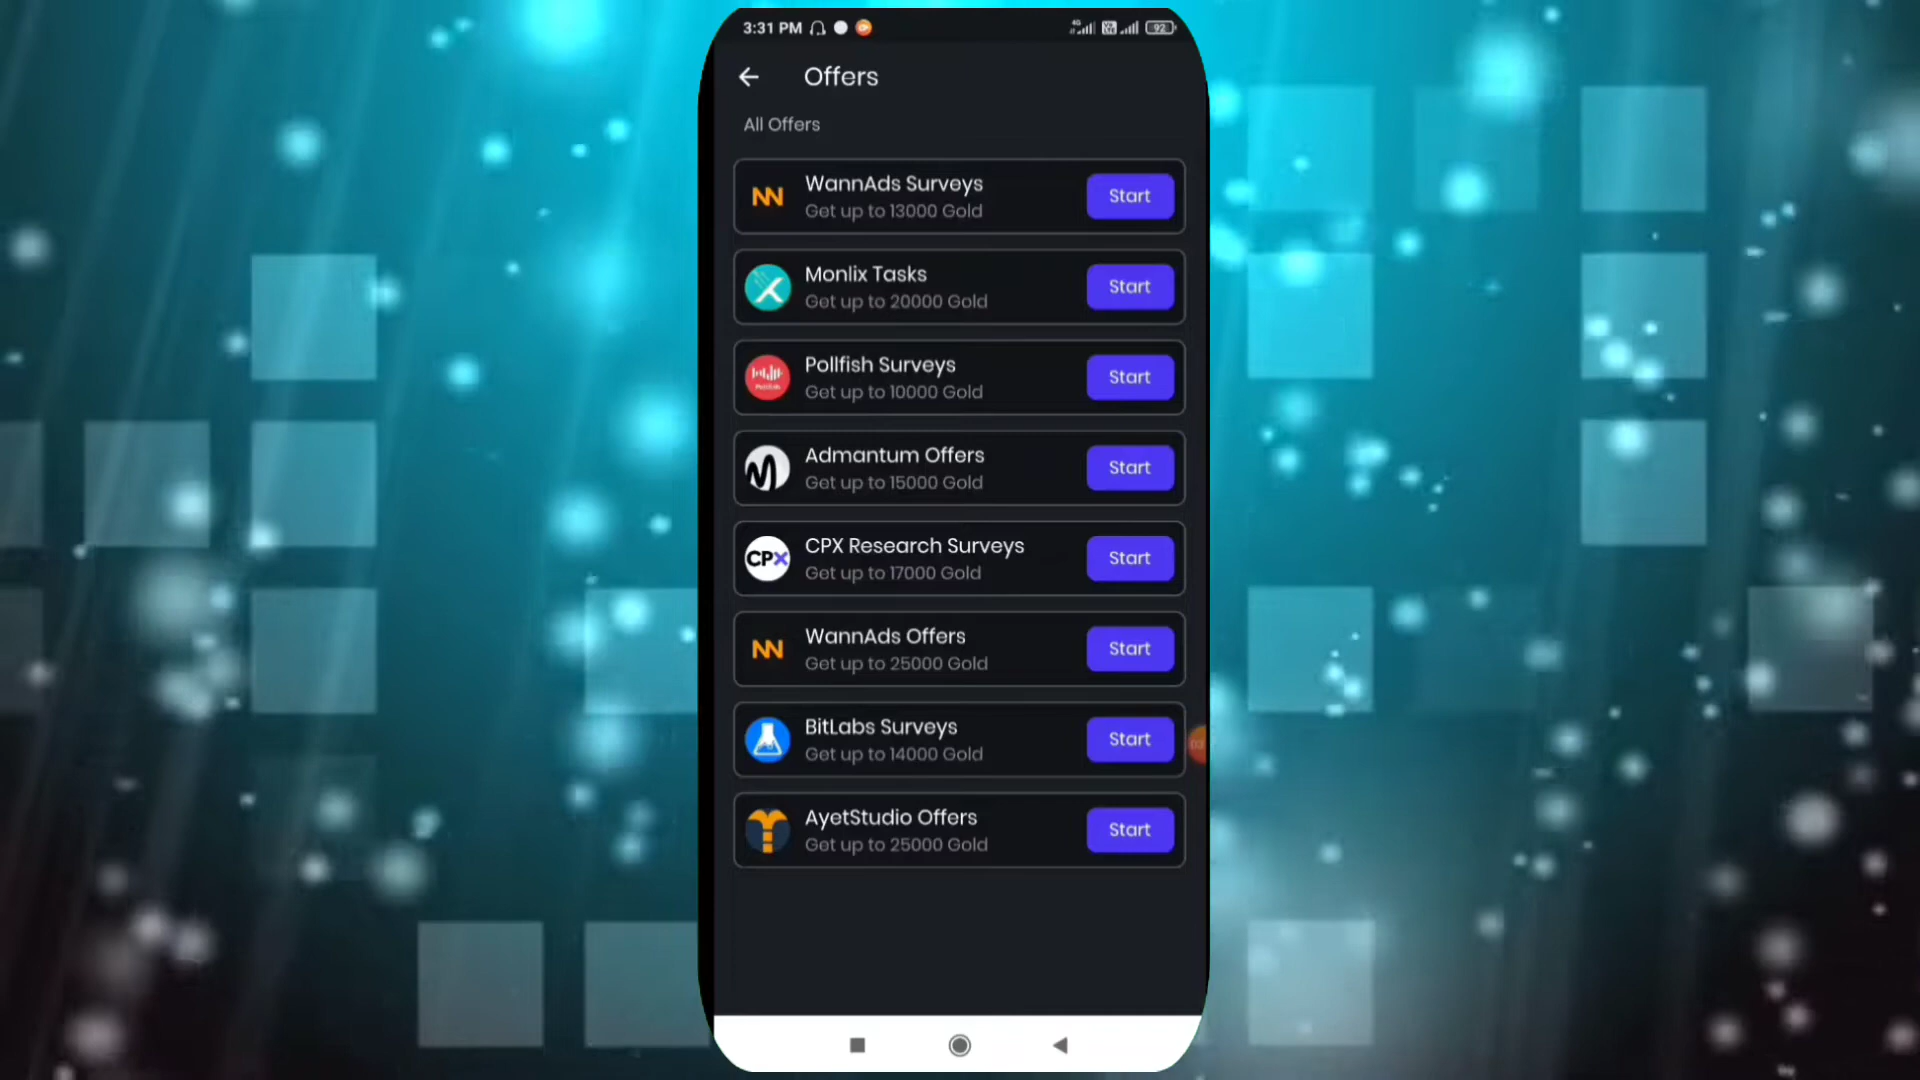 3:31 PM
4G
92
Offers
All Offers
WannAds Surveys
Get up to 13000 Gold
Start
Monlix Tasks
Get up to 20000 Gold
Start
Pollfish Surveys
Get up to 10000 Gold
Start
Admantum Offers
Get up to 15000 Gold
Start
CPX
CPX Research Surveys
Get up to 17000 Gold
Start
WannAds Offers
Get up to 25000 Gold
Start
BitLabs Surveys
Get up to 14000 Gold
Start
03
AyetStudio Offers
Get up to 25000 Gold
Start